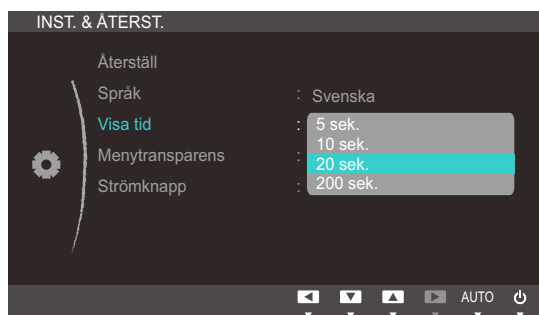 INST. & ÅTERST.
Återställ
Språk : Svenska
Visa tid : 5 sek.
10 sek.
Menytransparens : 20 sek.
Strömknapp : 200 sek.
AUTO